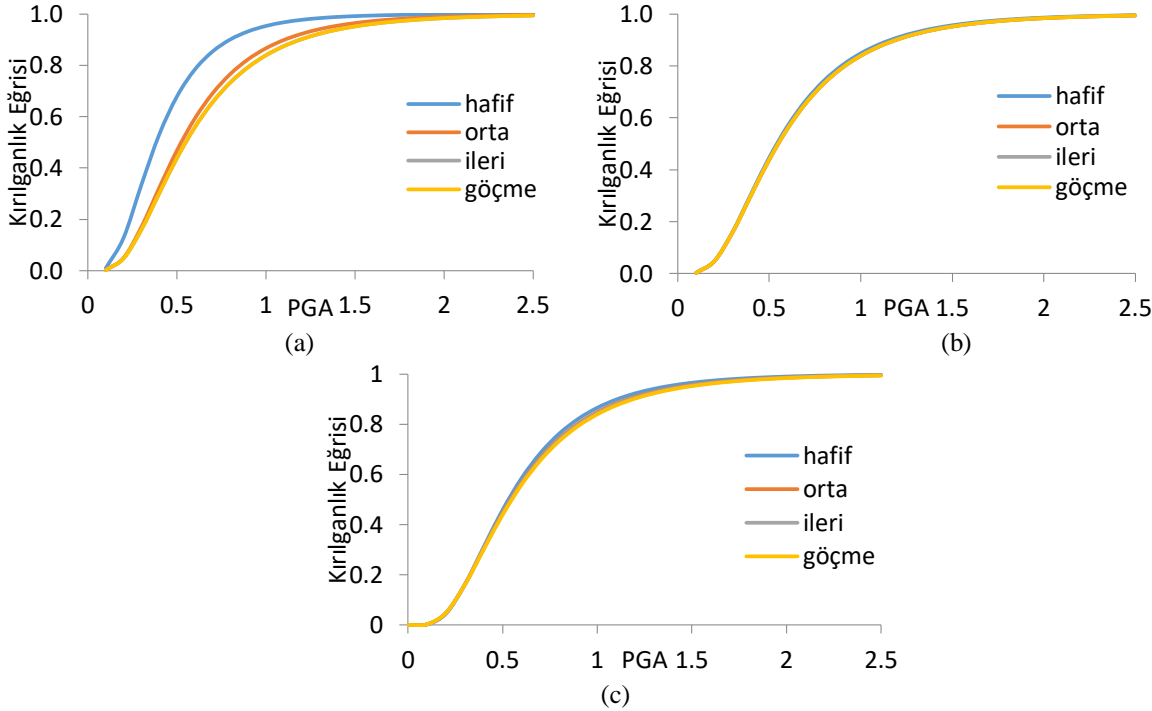 Kırılganlık Eğrisi
1.0
0.8
0.6
0.4
0.2
0.0
hafif
orta
ileri
göçme
0 0.5 1 PGA 1.5 2 2.5
(a)
Kırılganlık Eğrisi
1.0
0.8
0.6
0.4
0.2
0.0
hafif
orta
ileri
göçme
0 0.5 1 PGA 1.5 2 2.5
(b)
Kırılganlık Eğrisi
1
0.8
0.6
0.4
0.2
0
hafif
orta
ileri
göçme
0 0.5 1 PGA 1.5 2 2.5
(c)